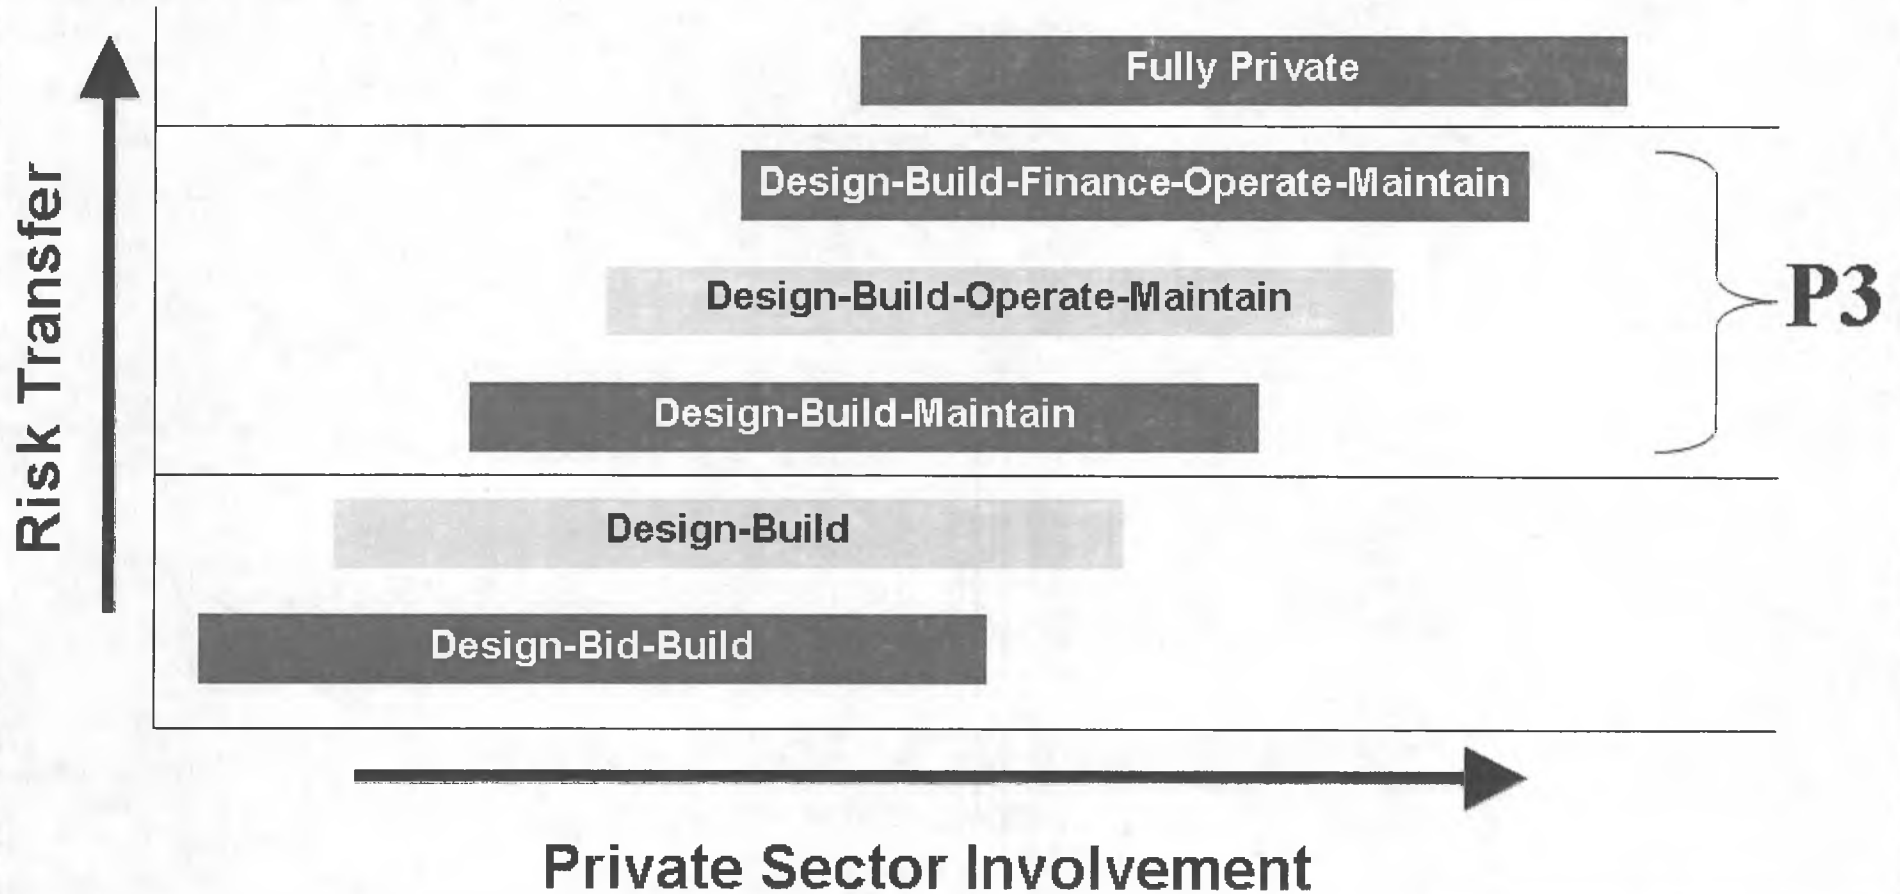 Fully Private
Design-Build-Finance-Operate-Maintain
Design-Build-Operate-Maintain
P3
Design-Build-Maintain
Design-Build
Design-Bid-Build
Risk Transfer
Private Sector Involvement